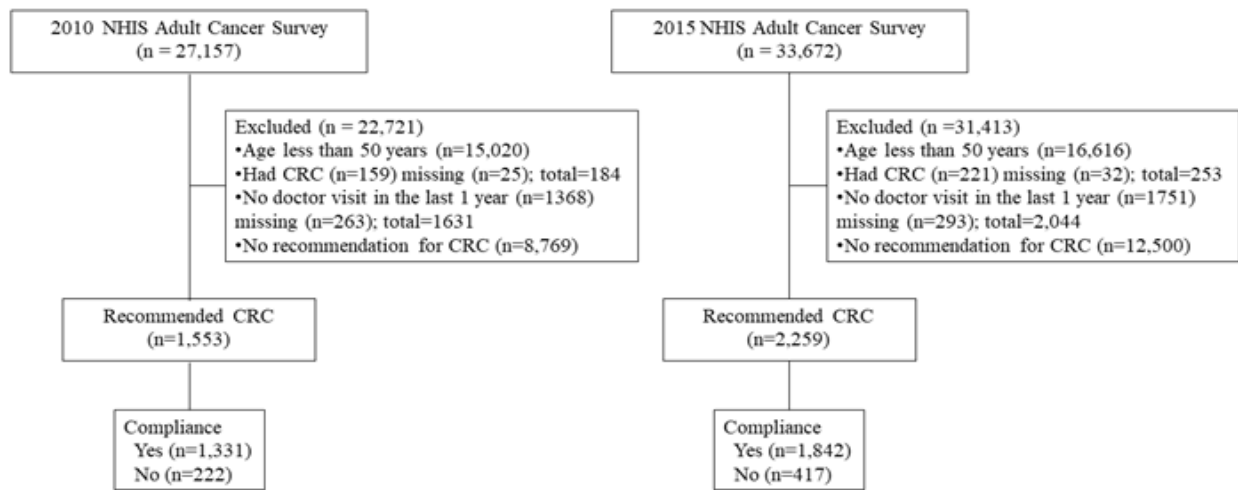 2010 NHIS Adult Cancer Survey
(n = 27,157)
Excluded (n = 22,721)
•Age less than 50 years (n=15,020)
•Had CRC (n=159) missing (n=25); total=184
•No doctor visit in the last 1 year (n=1368)
missing (n=263); total=1631
•No recommendation for CRC (n=8,769)
Recommended CRC
(n=1,553)
Compliance
Yes (n=1,331)
No (n=222)
2015 NHIS Adult Cancer Survey
(n = 33,672)
Excluded (n =31,413)
•Age less than 50 years (n=16,616)
•Had CRC (n=221) missing (n=32); total=253
•No doctor visit in the last 1 year (n=1751)
missing (n=293); total=2,044
•No recommendation for CRC (n=12,500)
Recommended CRC
(n=2,259)
Compliance
Yes (n=1,842)
No (n=417)